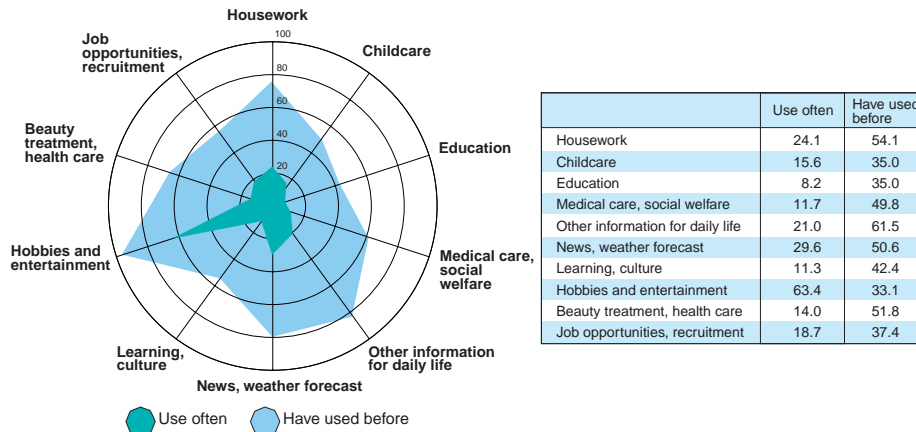 Housework
100
80
60
40
20
Childcare
Education
Medical care,
social
welfare
Other information
for daily life
News, weather forecast
Learning,
culture
Hobbies and
entertainment
Beauty
treatment,
health care
Job
opportunities,
recruitment
Use often Have used before
Use often Have used
before
Housework 24.1 54.1
Childcare 15.6 35.0
Education 8.2 35.0
Medical care, social welfare 11.7 49.8
Other information for daily life 21.0 61.5
News, weather forecast 29.6 50.6
Learning, culture 11.3 42.4
Hobbies and entertainment 63.4 33.1
Beauty treatment, health care 14.0 51.8
Job opportunities, recruitment 18.7 37.4